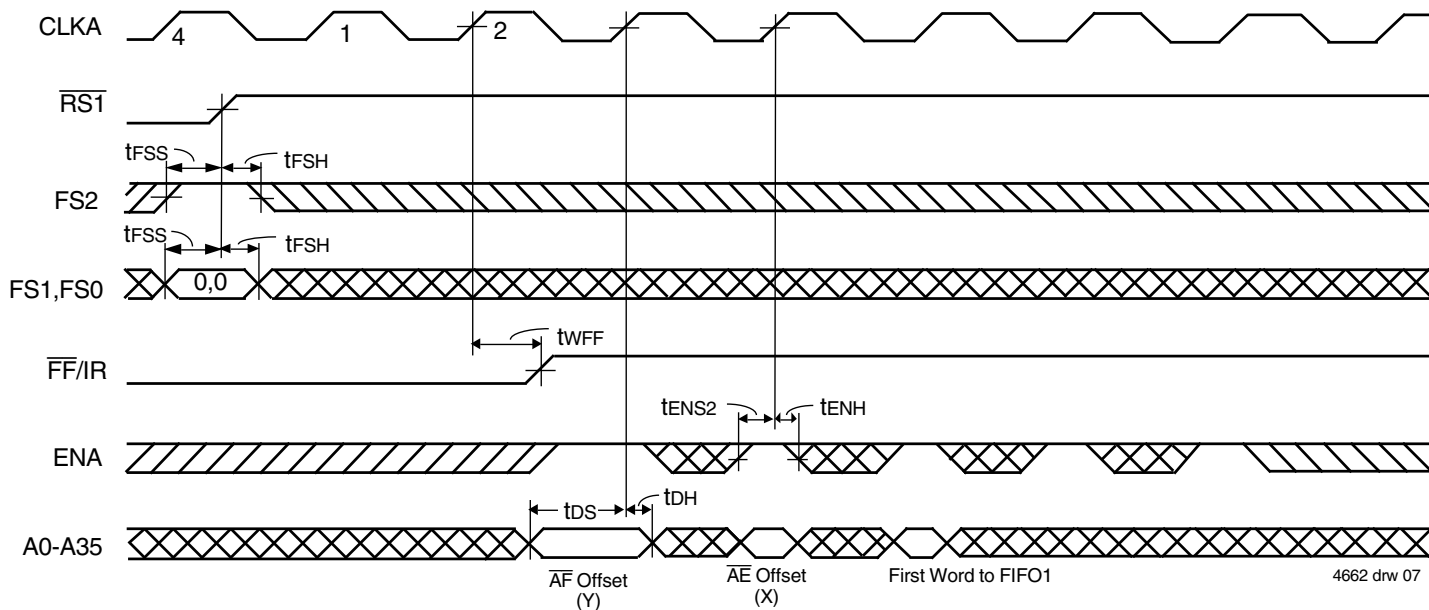 CLKA
4
1
2
RS1
tFSS
tFSH
FS2
tFSS
tFSH
FS1,FS0
0,0
tWFF
FF/IR
tENS2
tENH
ENA
tDS
tDH
A0-A35
AF Offset
(Y)
AE Offset
(X)
First Word to FIFO1
4662 drw 07